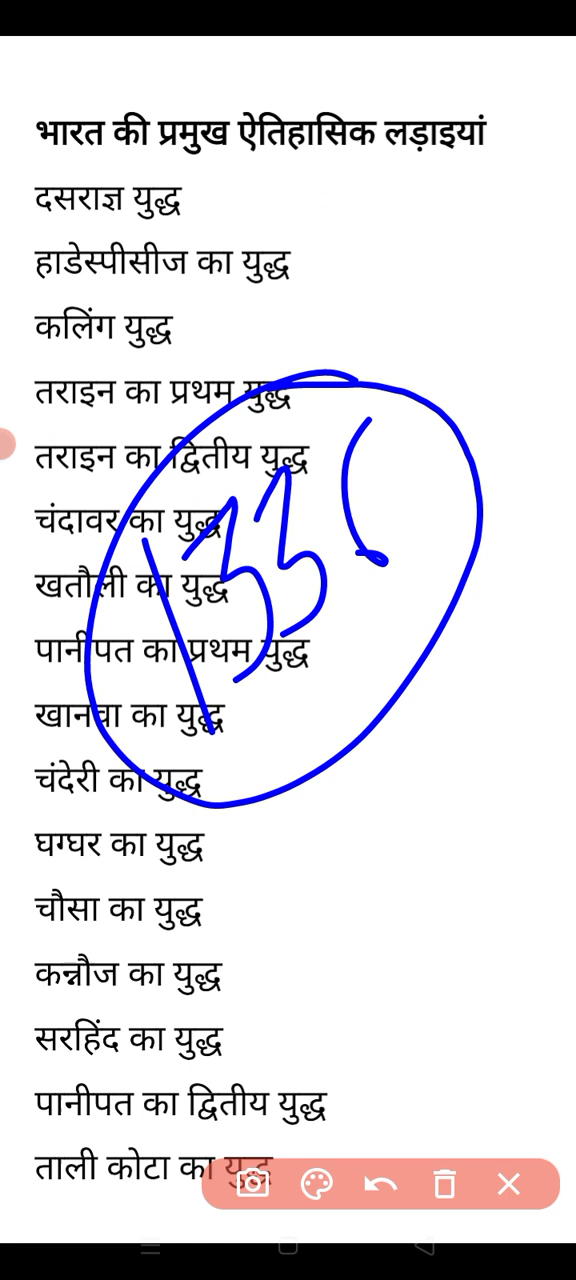 भारत की प्रमुख ऐतिहासिक लड़ाइयां
दसराज्ञ युद्ध
हाडेस्पीसीज का युद्ध
कलिंग युद्ध
तराइन का प्रथम युद्ध
तराइन का द्वितीय युद्ध
चंदावर का युद्ध
खतौली का युद्ध
पानीपत का प्रथम युद्ध
खानवा का युद्ध
चंदेरी का युद्ध
घग्घर का युद्ध
चौसा का युद्ध
कन्नौज का युद्ध
सरहिंद का युद्ध
पानीपत का द्वितीय युद्ध
ताली कोटा का युद्ध